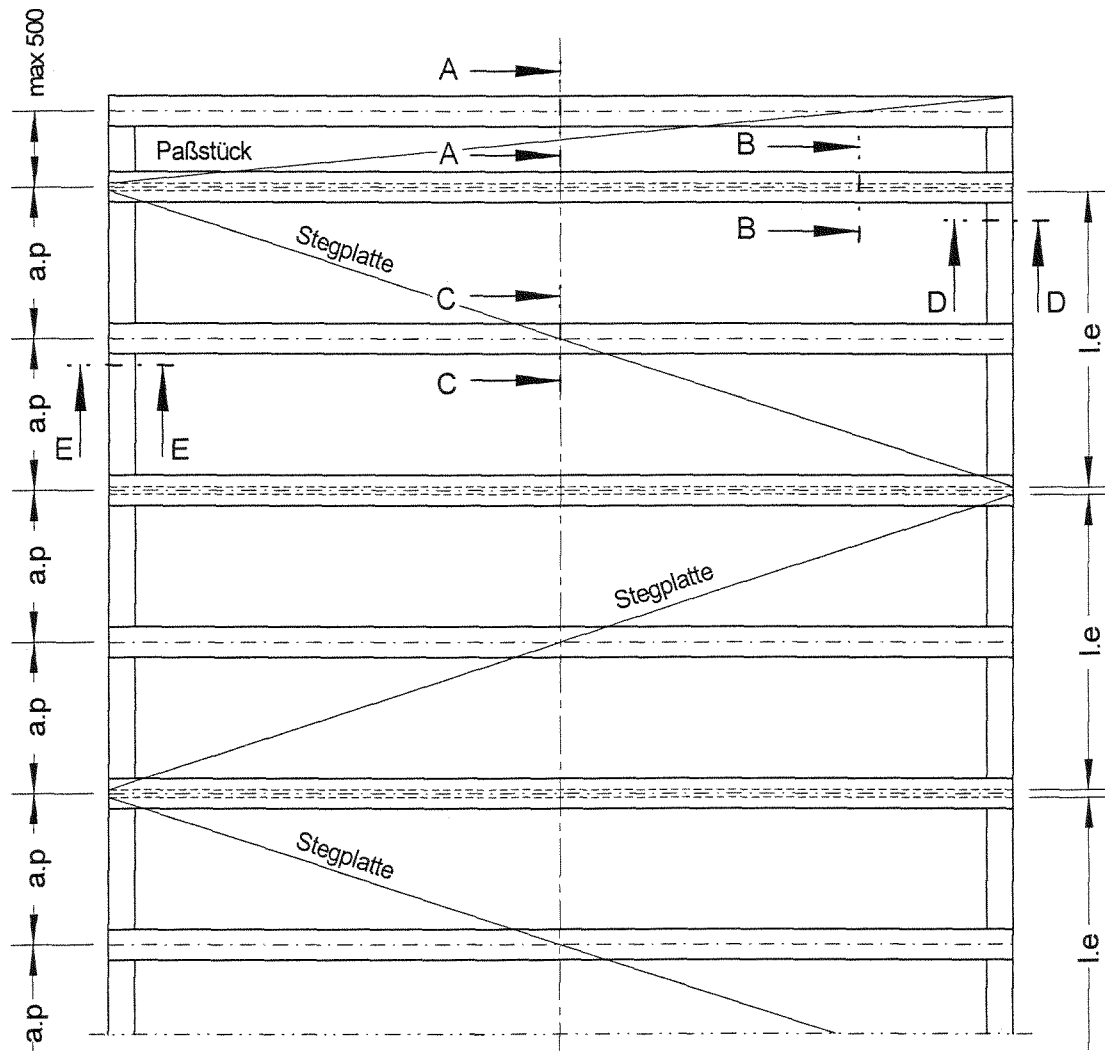 max 500
A
Paßstück
A
B
a.p
Stegplatte
B
D
D
C
l.e
a.p
C
E
E
a.p
Stegplatte
l.e
a.p
a.p
Stegplatte
l.e
a.p